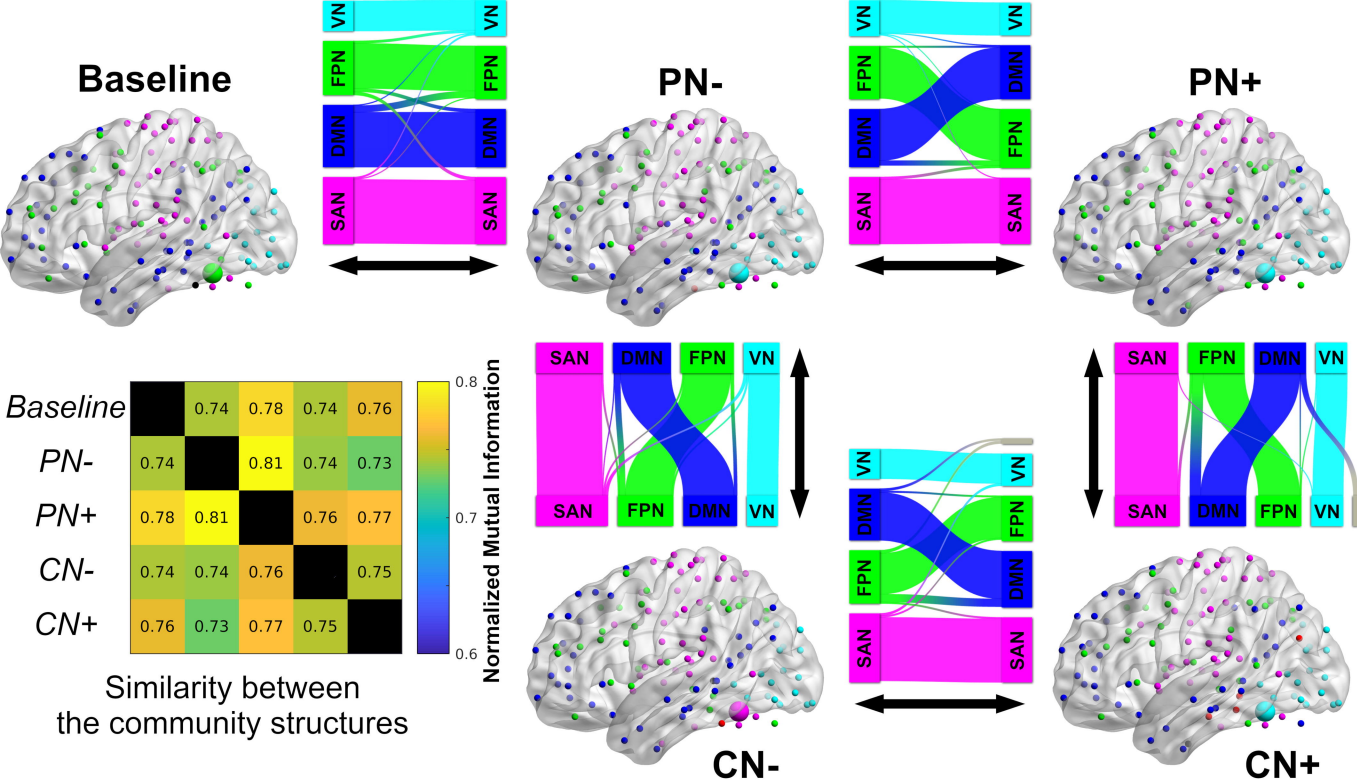 Baseline
PN-
PN+
VN
FPN
DMN
SAN
VN
FPN
DMN
SAN
VN
FPN
DMN
SAN
VN
DMN
FPN
SAN
SAN DMN FPN VN
SAN FPN DMN VN
SAN FPN DMN VN
SAN DMN FPN VN
VN
DMN
FPN
SAN
VN
FPN
DMN
SAN
Baseline 0.74 0.78 0.74 0.76
PN- 0.74 0.81 0.74 0.73
PN+ 0.78 0.81 0.76 0.77
CN- 0.74 0.74 0.76 0.75
CN+ 0.76 0.73 0.77 0.75
0.8
0.7
0.6
Normalized Mutual Information
Similarity between
the community structures
CN-
CN+